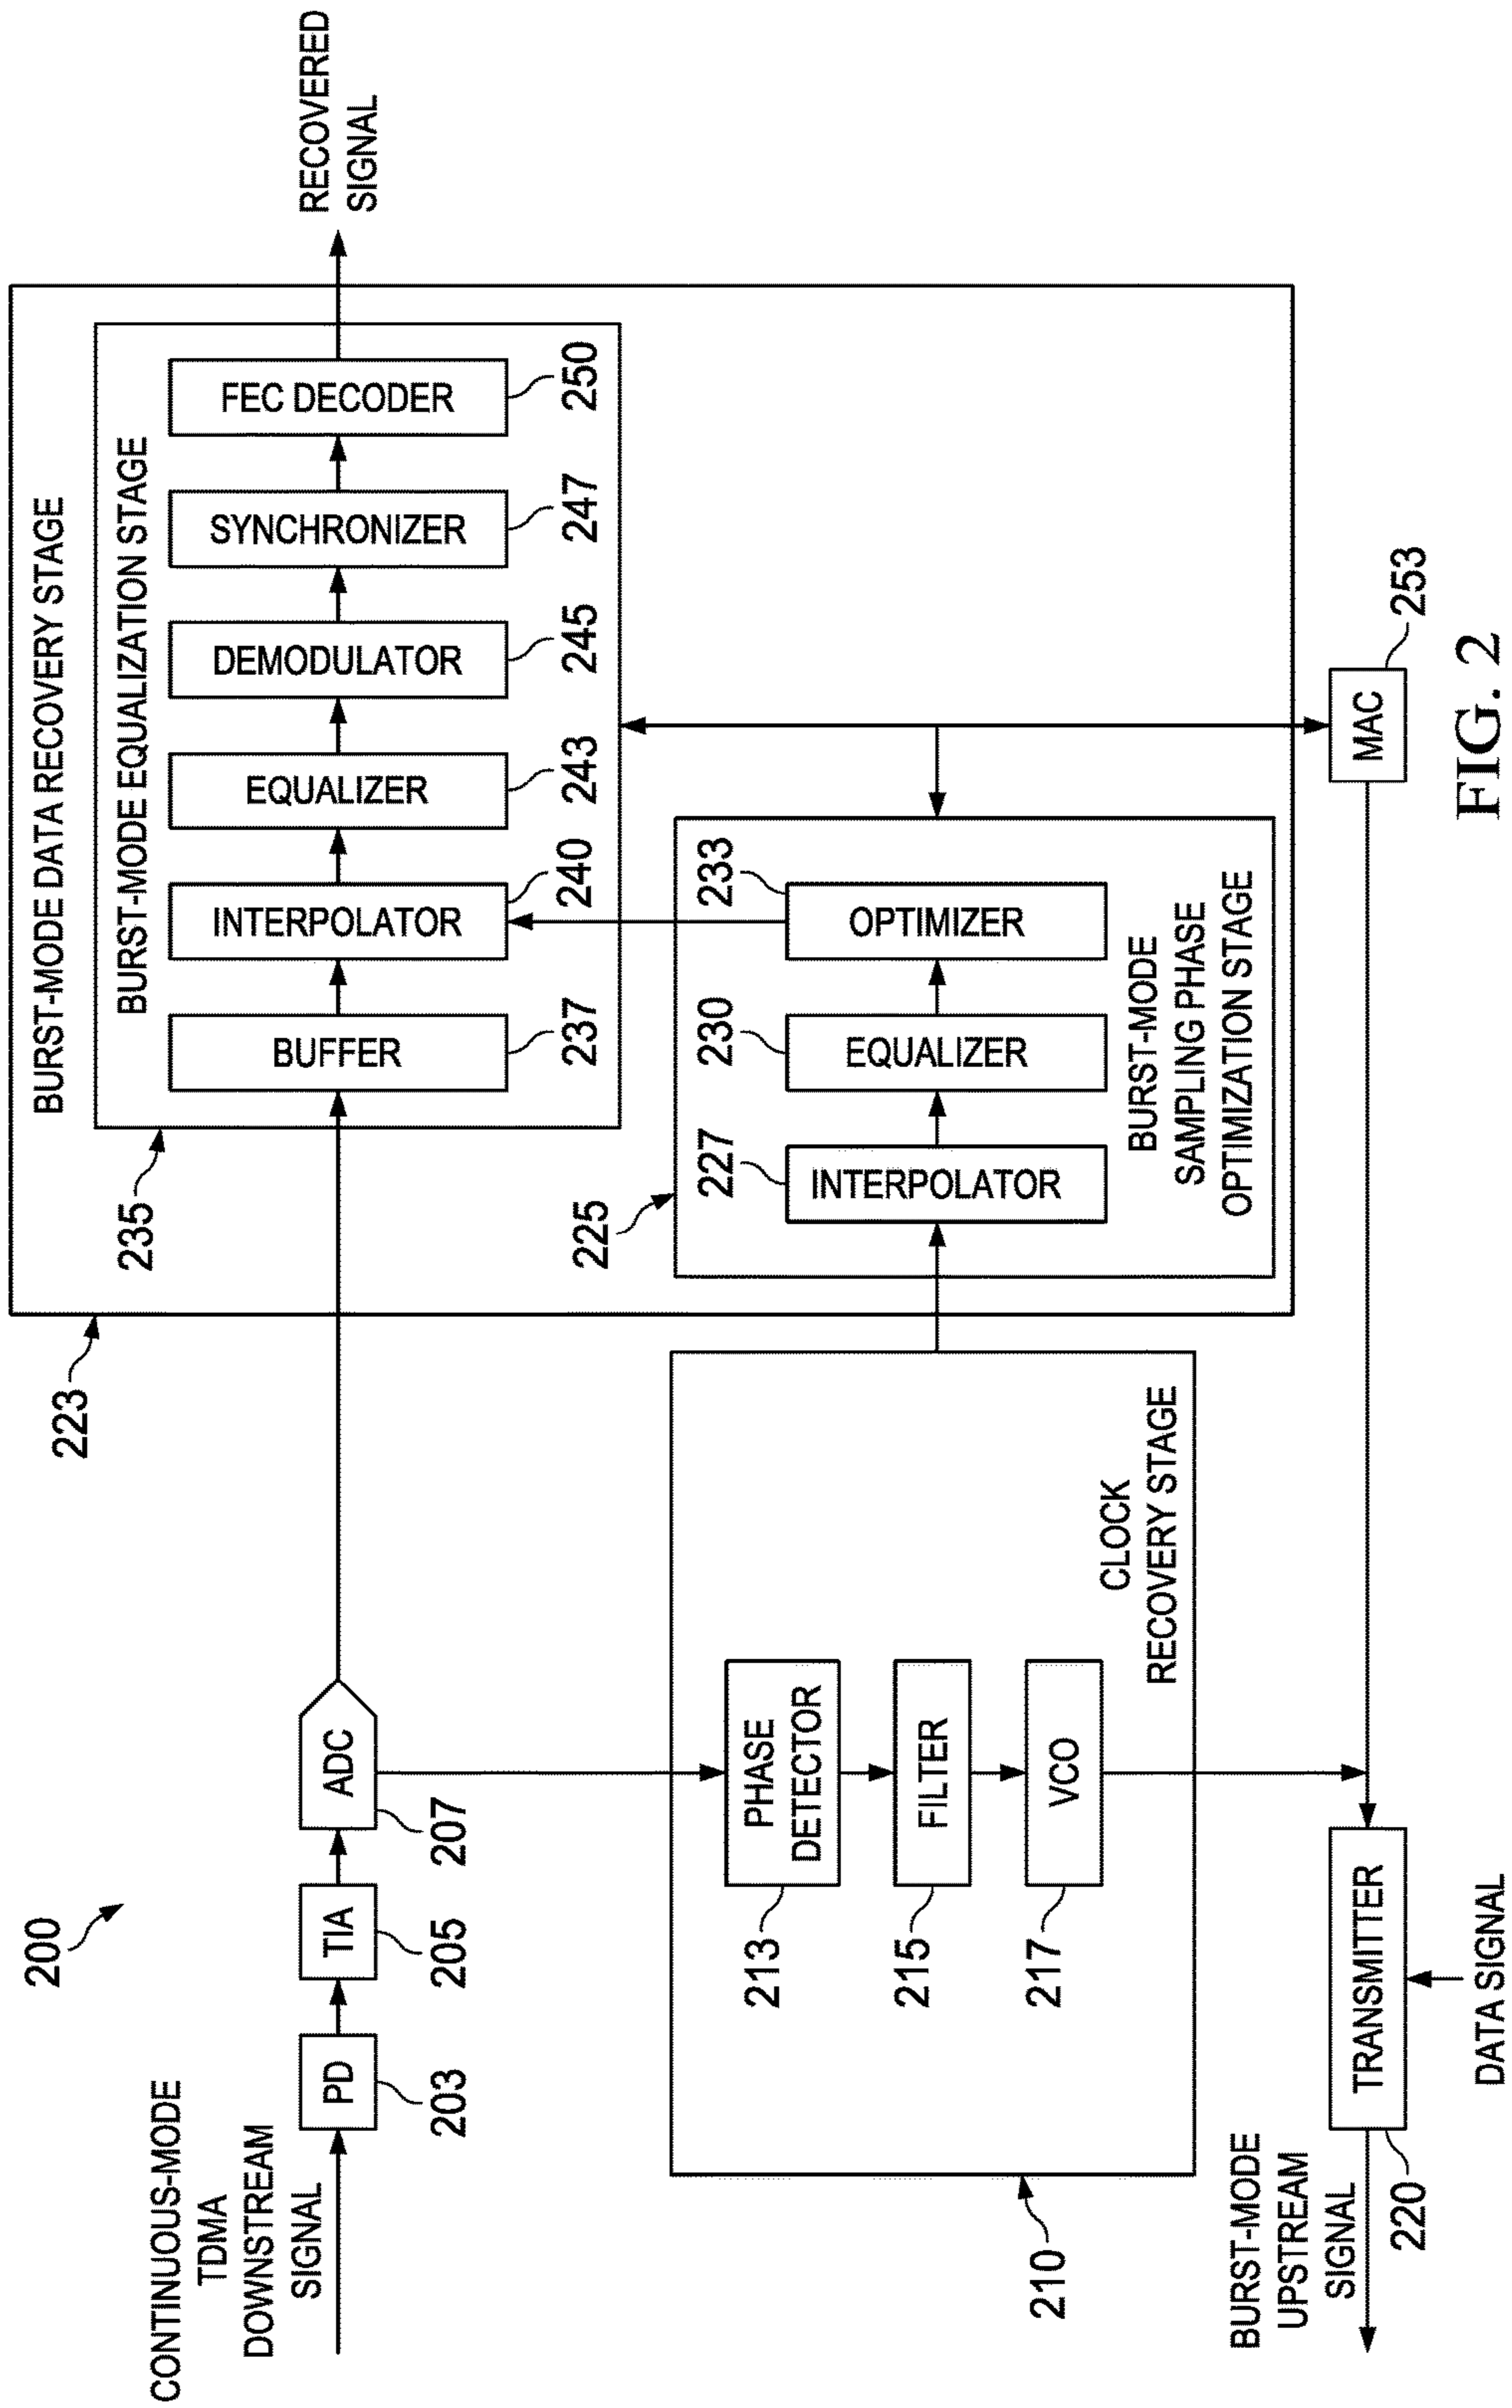 200
CONTINUOUS-MODE
TDMA
DOWNSTREAM
SIGNAL
PD
203
TIA
205
ADC
207
210
PHASE
DETECTOR
213
FILTER
215
VCO
217
CLOCK
RECOVERY STAGE
BURST-MODE
UPSTREAM
SIGNAL
TRANSMITTER
220
DATA SIGNAL
223
BURST-MODE DATA RECOVERY STAGE
235
BURST-MODE EQUALIZATION STAGE
BUFFER
237
INTERPOLATOR
240
EQUALIZER
243
DEMODULATOR
245
SYNCHRONIZER
247
FEC DECODER
250
RECOVERED
SIGNAL
225
227
INTERPOLATOR
230
EQUALIZER
233
OPTIMIZER
BURST-MODE
SAMPLING PHASE
OPTIMIZATION STAGE
MAC
253
FIG. 2